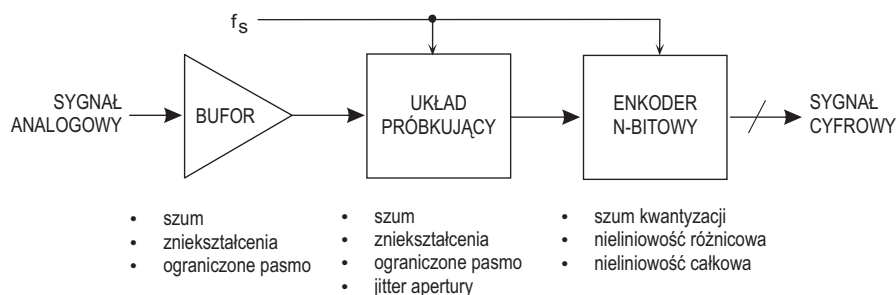 fs
SYGNAŁ
ANALOGOWY
BUFOR
UKŁAD
PRÓBKUJĄCY
ENKODER
N-BITOWY
SYGNAŁ
CYFROWY
• szum
• zniekształcenia
• ograniczone pasmo
• szum
• zniekształcenia
• ograniczone pasmo
• jitter apertury
• szum kwantyzacji
• nieliniowość różnicowa
• nieliniowość całkowa